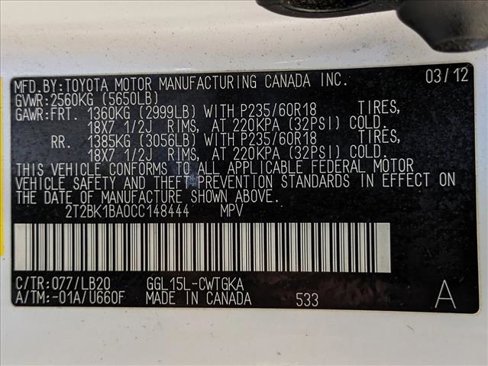 MFD.BY:TOYOTA MOTOR MANUFACTURING CANADA INC. 03/12
GVWR:2560KG (5650LB)
GAWR:FRT. 1360KG (2999LB) WITH P235/60R18 TIRES,
18X7 1/2J RIMS, AT 220KPA (32PSI) COLD.
RR. 1385KG (3056LB) WITH P235/60R18 TIRES,
18X7 1/2J RIMS, AT 220KPA (32PSI) COLD.
THIS VEHICLE CONFORMS TO ALL APPLICABLE FEDERAL MOTOR
VEHICLE SAFETY AND THEFT PREVENTION STANDARDS IN EFFECT ON
THE DATE OF MANUFACTURE SHOWN ABOVE.
2T2BK1BA0CC148444 MPV
C/TR:077/LB20 GGL15L-CWTGKA
A/TM:-01A/U660F MADE IN CANADA 533 A